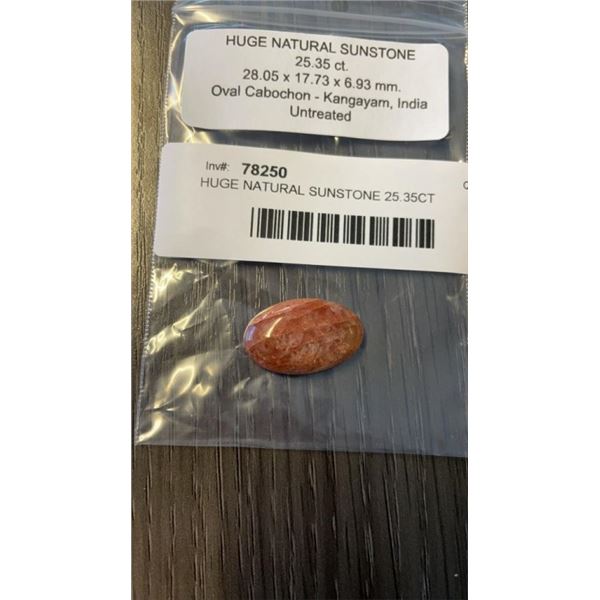 HUGE NATURAL SUNSTONE
25.35 ct.
28.05 x 17.73 x 6.93 mm.
Oval Cabochon - Kangayam, India
Untreated
Inv#: 78250
HUGE NATURAL SUNSTONE 25.35CT